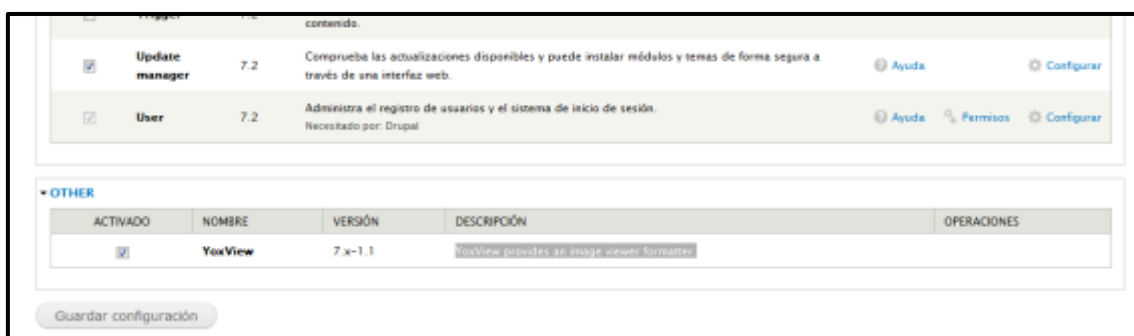 Trigger 7.2 contenido.
Update manager 7.2 Comprueba las actualizaciones disponibles y puede instalar módulos y temas de forma segura a través de una interfaz web. Ayuda Configurar
User 7.2 Administra el registro de usuarios y el sistema de inicio de sesión. Ayuda Permisos Configurar
Necesitado por: Drupal
OTHER
ACTIVADO NOMBRE VERSIÓN DESCRIPCIÓN OPERACIONES
YoxView 7.x-1.1 YoxView provides an image viewer formatter.
Guardar configuración